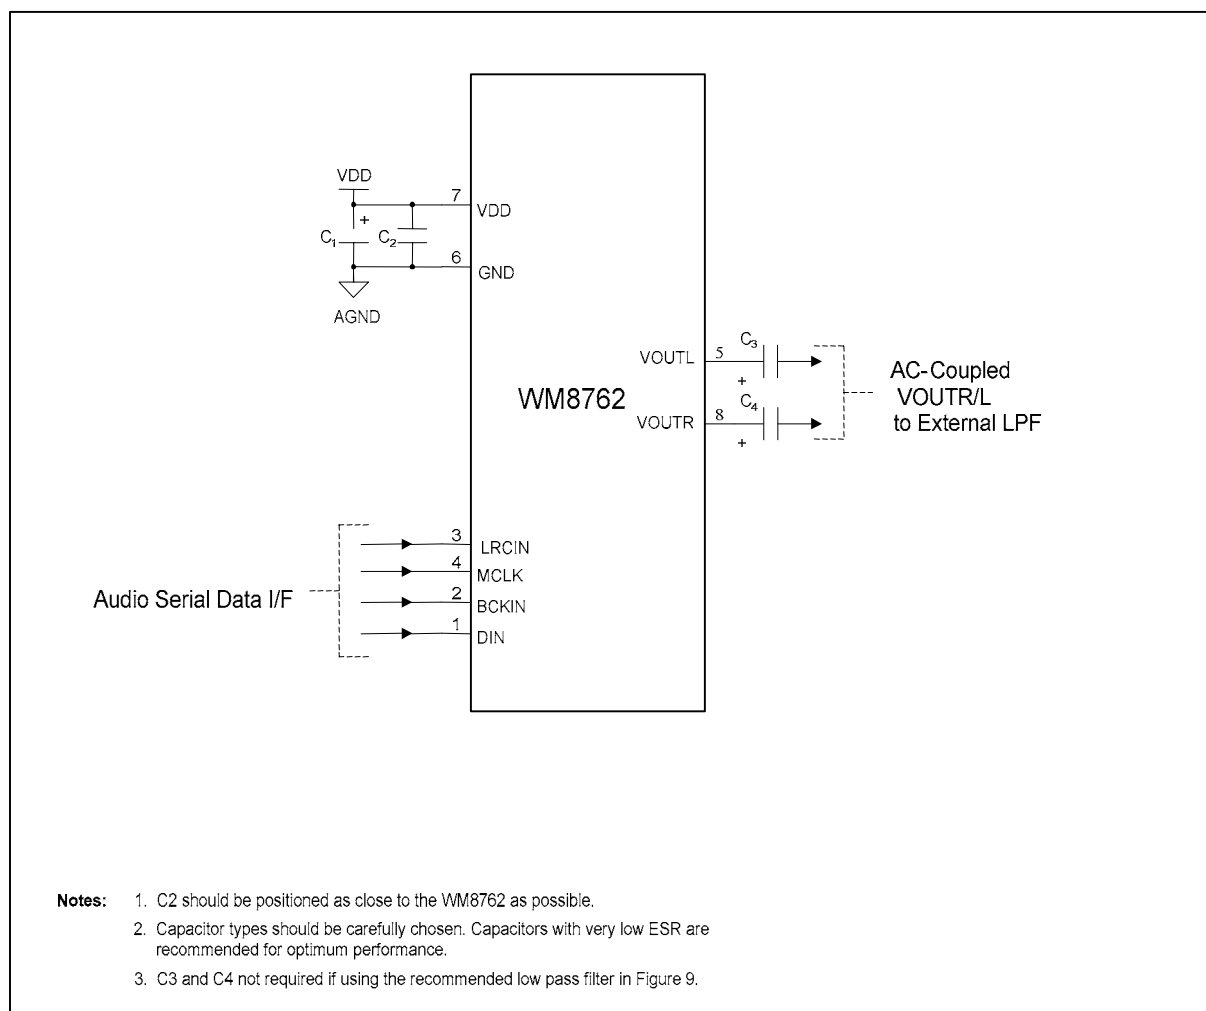 VDD
7
VDD
+
C1
C2
6
GND
AGND
VOUTL
5
C3
+
WM8762
VOUTR
8
C4
+
AC-Coupled
VOUTR/L
to External LPF
Audio Serial Data I/F
3
LRCIN
4
MCLK
2
BCKIN
1
DIN
Notes: 1. C2 should be positioned as close to the WM8762 as possible.
2. Capacitor types should be carefully chosen. Capacitors with very low ESR are
recommended for optimum performance.
3. C3 and C4 not required if using the recommended low pass filter in Figure 9.